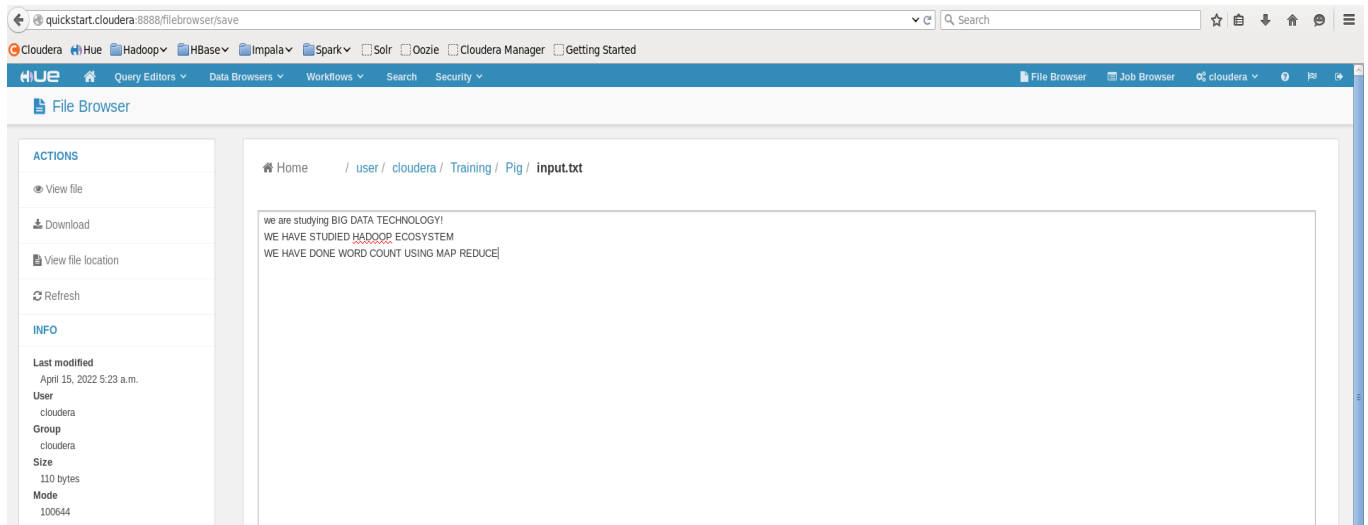 quickstart.cloudera:8888/filebrowser/save Search
Cloudera Hue Hadoop HBase Impala Spark Solr Oozie Cloudera Manager Getting Started
HUE Query Editors Data Browsers Workflows Search Security File Browser Job Browser cloudera
File Browser
ACTIONS
View file
Download
View file location
Refresh
INFO
Last modified
April 15, 2022 5:23 a.m.
User
cloudera
Group
cloudera
Size
110 bytes
Mode
100644
Home / user / cloudera / Training / Pig / input.txt
we are studying BIG DATA TECHNOLOGY!
WE HAVE STUDIED HADOOP ECOSYSTEM
WE HAVE DONE WORD COUNT USING MAP REDUCE